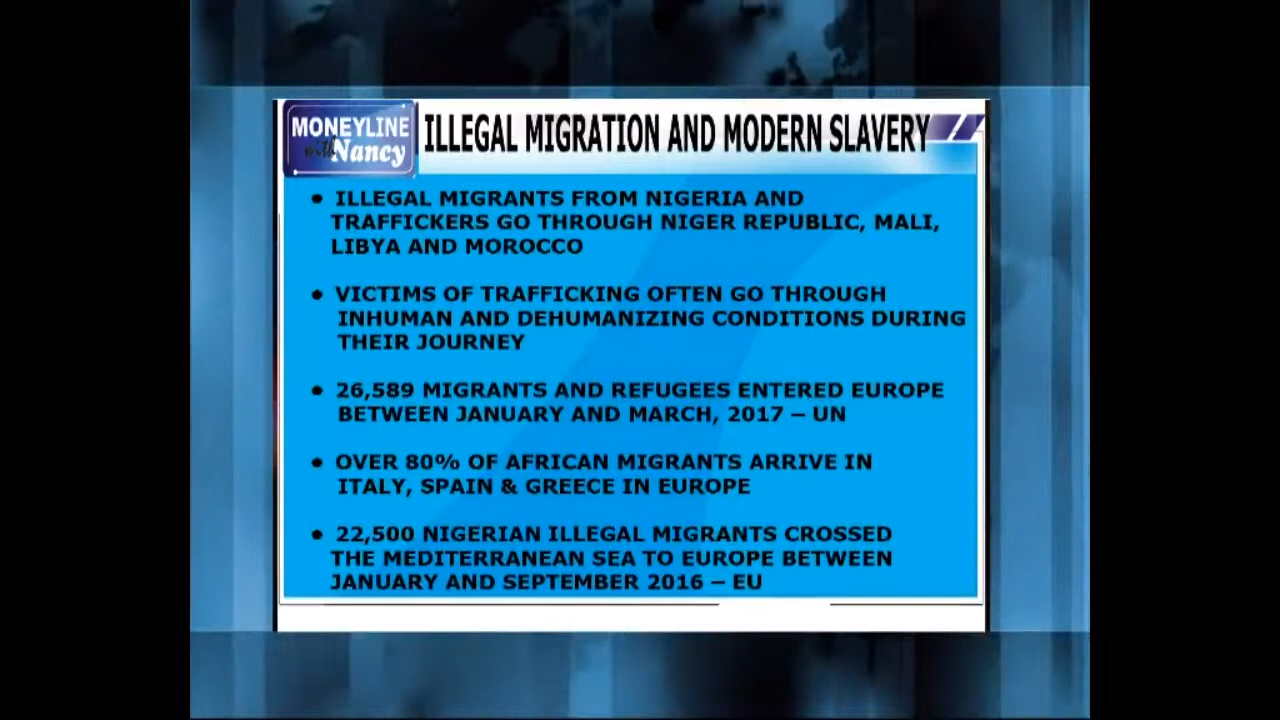 MONEYLINE
with Nancy
ILLEGAL MIGRATION AND MODERN SLAVERY
• ILLEGAL MIGRANTS FROM NIGERIA AND
TRAFFICKERS GO THROUGH NIGER REPUBLIC, MALI,
LIBYA AND MOROCCO
• VICTIMS OF TRAFFICKING OFTEN GO THROUGH
INHUMAN AND DEHUMANIZING CONDITIONS DURING
THEIR JOURNEY
• 26,589 MIGRANTS AND REFUGEES ENTERED EUROPE
BETWEEN JANUARY AND MARCH, 2017 – UN
• OVER 80% OF AFRICAN MIGRANTS ARRIVE IN
ITALY, SPAIN & GREECE IN EUROPE
• 22,500 NIGERIAN ILLEGAL MIGRANTS CROSSED
THE MEDITERRANEAN SEA TO EUROPE BETWEEN
JANUARY AND SEPTEMBER 2016 – EU